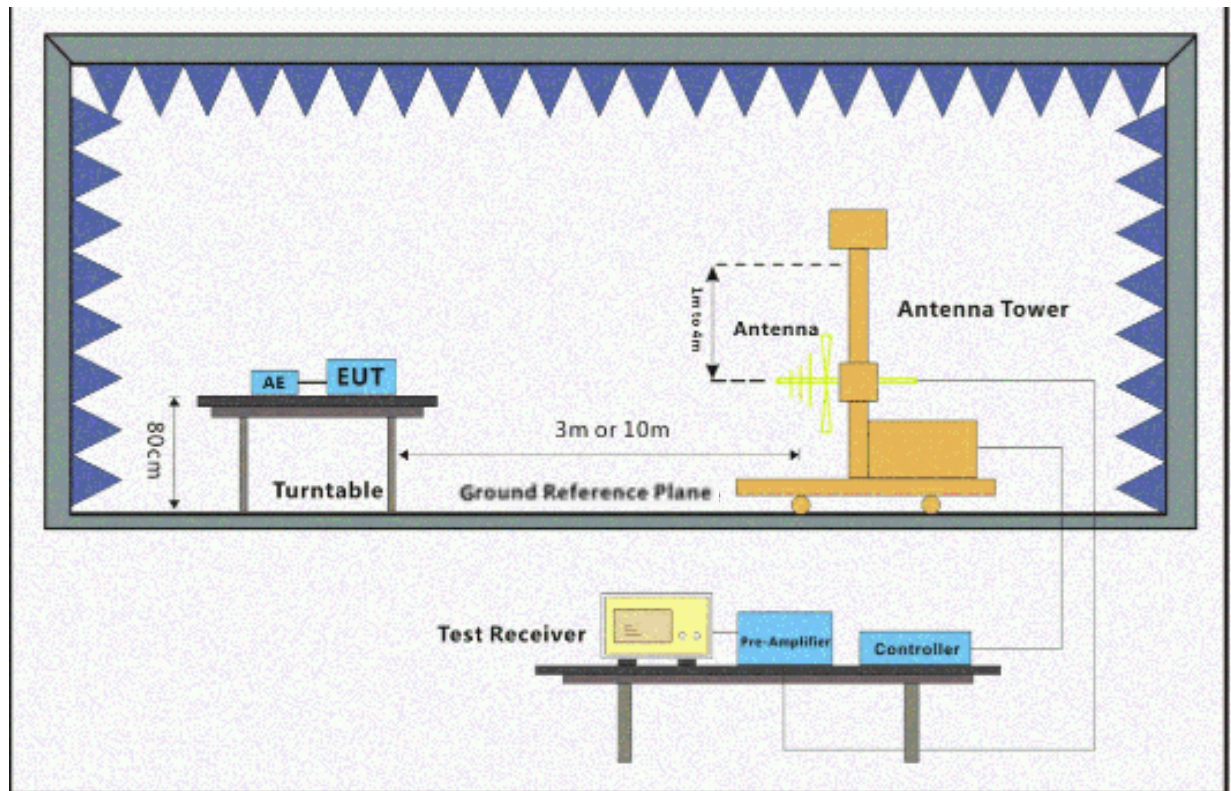 1m to 4m
Antenna
Antenna Tower
AE
EUT
80cm
3m or 10m
Turntable
Ground Reference Plane
Test Receiver
Pre-Amplifier
Controller